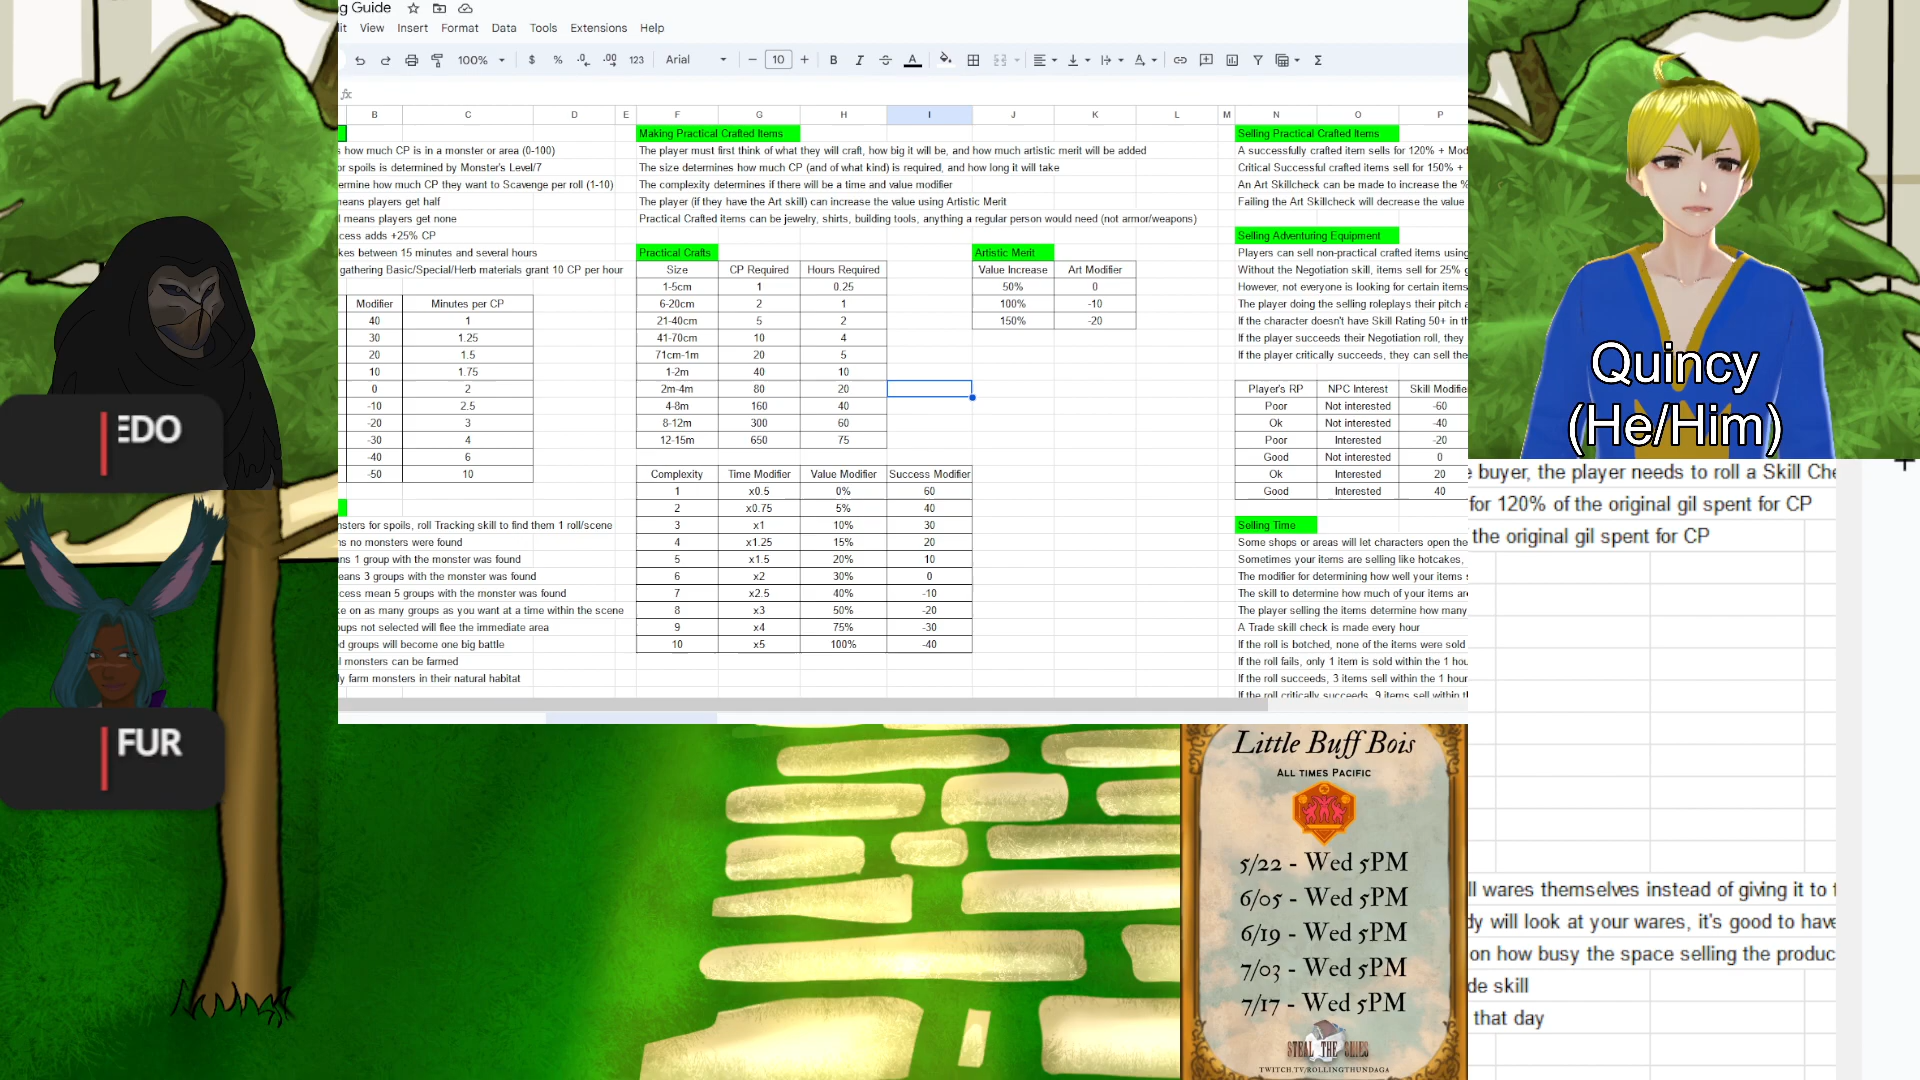 g Guide
it View Insert Format Data Tools Extensions Help
100% $ % .0 .00 123 Arial 10 B I A Σ
fx
B C D E F G H I J K L M N O P
Making Practical Crafted Items
The player must first think of what they will craft, how big it will be, and how much artistic merit will be added
The size determines how much CP (and of what kind) is required, and how long it will take
The complexity determines if there will be a time and value modifier
The player (if they have the Art skill) can increase the value using Artistic Merit
Practical Crafted items can be jewelry, shirts, building tools, anything a regular person would need (not armor/weapons)
s how much CP is in a monster or area (0-100)
or spoils is determined by Monster's Level/7
ermine how much CP they want to Scavenge per roll (1-10)
means players get half
l means players get none
cess adds +25% CP
kes between 15 minutes and several hours
gathering Basic/Special/Herb materials grant 10 CP per hour
Modifier Minutes per CP
40 1
30 1.25
20 1.5
10 1.75
0 2
-10 2.5
-20 3
-30 4
-40 6
-50 10
nsters for spoils, roll Tracking skill to find them 1 roll/scene
ns no monsters were found
ans 1 group with the monster was found
eans 3 groups with the monster was found
cess mean 5 groups with the monster was found
ke on as many groups as you want at a time within the scene
oups not selected will flee the immediate area
ed groups will become one big battle
al monsters can be farmed
ly farm monsters in their natural habitat
Practical Crafts
Size CP Required Hours Required
1-5cm 1 0.25
6-20cm 2 1
21-40cm 5 2
41-70cm 10 4
71cm-1m 20 5
1-2m 40 10
2m-4m 80 20
4-8m 160 40
8-12m 300 60
12-15m 650 75
Artistic Merit
Value Increase Art Modifier
50% 0
100% -10
150% -20
Complexity Time Modifier Value Modifier Success Modifier
1 x0.5 0% 60
2 x0.75 5% 40
3 x1 10% 30
4 x1.25 15% 20
5 x1.5 20% 10
6 x2 30% 0
7 x2.5 40% -10
8 x3 50% -20
9 x4 75% -30
10 x5 100% -40
Selling Practical Crafted Items
A successfully crafted item sells for 120% + Mod
Critical Successful crafted items sell for 150% +
An Art Skillcheck can be made to increase the %
Failing the Art Skillcheck will decrease the value
Selling Adventuring Equipment
Players can sell non-practical crafted items using
Without the Negotiation skill, items sell for 25% g
However, not everyone is looking for certain items
The player doing the selling roleplays their pitch a
If the character doesn't have Skill Rating 50+ in th
If the player succeeds their Negotiation roll, they
If the player critically succeeds, they can sell the
Player's RP NPC Interest Skill Modifie
Poor Not interested -60
Ok Not interested -40
Poor Interested -20
Good Not interested 0
Ok Interested 20
Good Interested 40
Selling Time
Some shops or areas will let characters open the
Sometimes your items are selling like hotcakes,
The modifier for determining how well your items s
The skill to determine how much of your items are
The player selling the items determine how many
A Trade skill check is made every hour
If the roll is botched, none of the items were sold
If the roll fails, only 1 item is sold within the 1 hou
If the roll succeeds, 3 items sell within the 1 hour
If the roll critically succeeds, 9 items sell within t
EDO
FUR
Quincy
(He/Him)
e buyer, the player needs to roll a Skill Che
for 120% of the original gil spent for CP
the original gil spent for CP
ll wares themselves instead of giving it to t
dy will look at your wares, it's good to have
on how busy the space selling the produc
de skill
that day
Little Buff Bois
All times Pacific
5/22 - Wed 5PM
6/05 - Wed 5PM
6/19 - Wed 5PM
7/03 - Wed 5PM
7/17 - Wed 5PM
STEAL THE SKIES
TWITCH.TV/ROLLINGTHUNDAGA